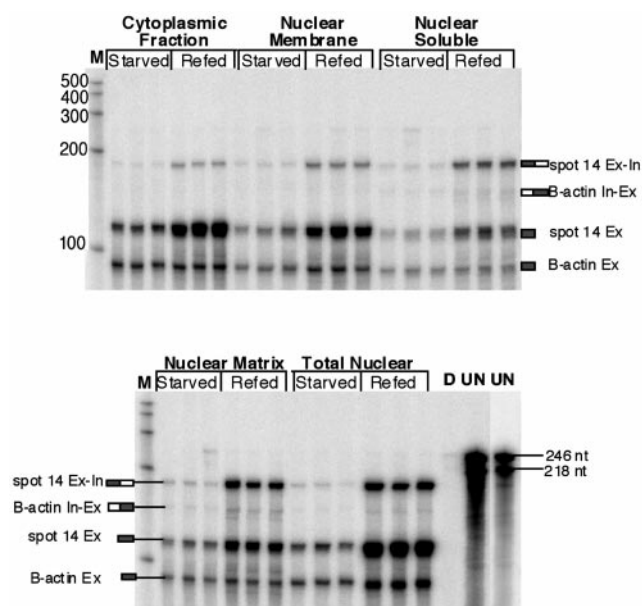 Cytoplasmic Fraction
Nuclear Membrane
Nuclear Soluble
M Starved Refed Starved Refed Starved Refed
500
400
300
200
100
spot 14 Ex-In
B-actin In-Ex
spot 14 Ex
B-actin Ex
Nuclear Matrix Total Nuclear
M Starved Refed Starved Refed D UN UN
246 nt
218 nt
spot 14 Ex-In
B-actin In-Ex
spot 14 Ex
B-actin Ex